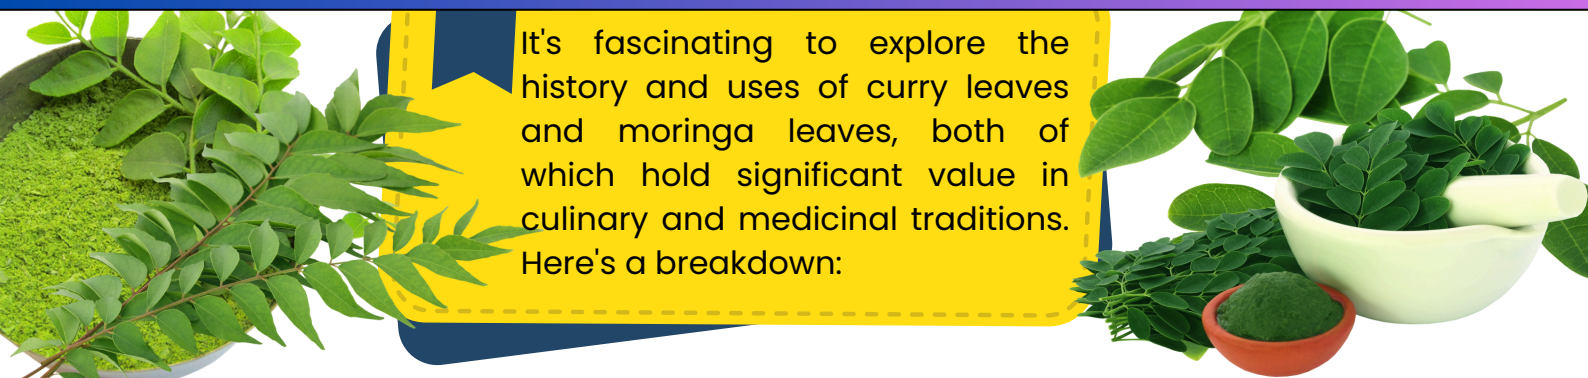 It's fascinating to explore the
history and uses of curry leaves
and moringa leaves, both of
which hold significant value in
culinary and medicinal traditions.
Here's a breakdown: